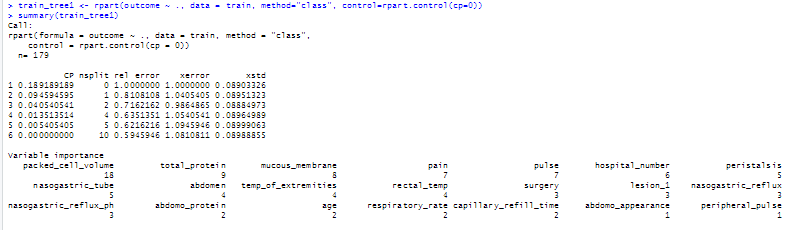 > train_tree1 <- rpart(outcome ~ ., data = train, method="class", control=rpart.control(cp=0))
> summary(train_tree1)
Call:
rpart(formula = outcome ~ ., data = train, method = "class",
control = rpart.control(cp = 0))
n= 179
CP nsplit rel error xerror xstd
1 0.189189189 0 1.0000000 1.0000000 0.08903326
2 0.094594595 1 0.8108108 1.0405405 0.08951323
3 0.040540541 2 0.7162162 0.9864865 0.08884973
4 0.013513514 4 0.6351351 1.0540541 0.08964989
5 0.005405405 5 0.6216216 1.0945946 0.08999063
6 0.000000000 10 0.5945946 1.0810811 0.08988855
Variable importance
packed_cell_volume total_protein mucous_membrane pain pulse hospital_number peristalsis
18 9 8 7 7 6 5
nasogastric_tube abdomen temp_of_extremities rectal_temp surgery lesion_1 nasogastric_reflux
5 4 4 4 3 3 3
nasogastric_reflux_ph abdomo_protein age respiratory_rate capillary_refill_time abdomo_appearance peripheral_pulse
3 2 2 2 2 1 1